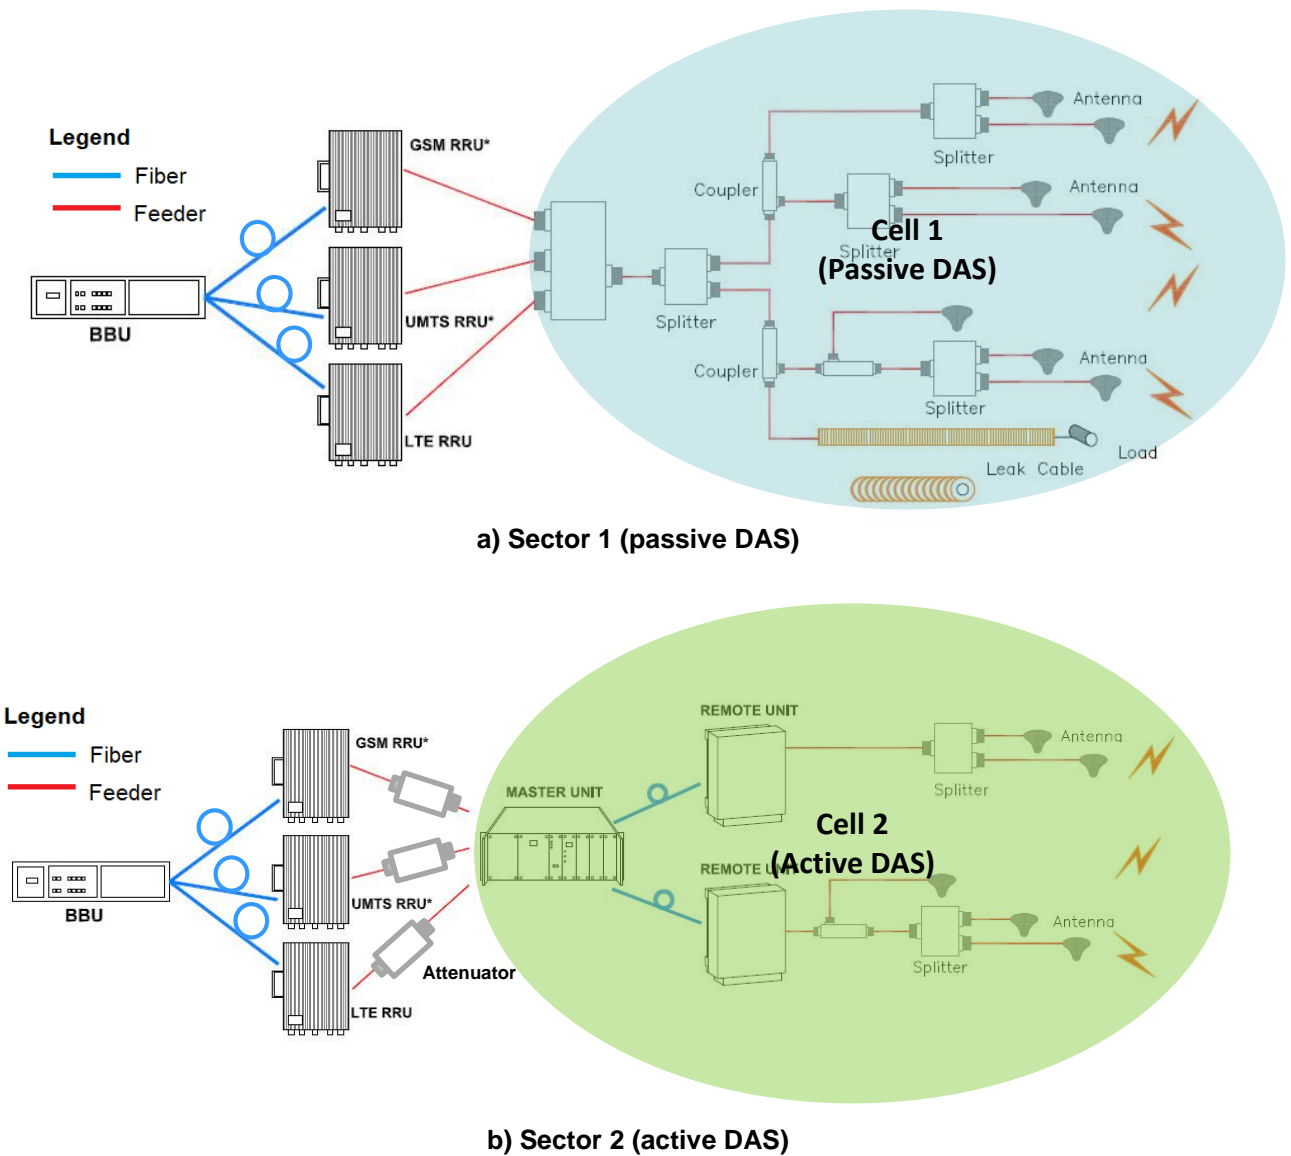 Legend
Fiber
Feeder
GSM RRU*
UMTS RRU*
LTE RRU
BBU
Splitter
Coupler
Coupler
Splitter
Antenna
Splitter
Antenna
Cell 1
(Passive DAS)
Splitter
Antenna
Leak Cable
Load
a) Sector 1 (passive DAS)
Legend
Fiber
Feeder
GSM RRU*
UMTS RRU*
LTE RRU
BBU
Attenuator
MASTER UNIT
REMOTE UNIT
Splitter
Antenna
Cell 2
(Active DAS)
REMOTE UNIT
Splitter
Antenna
b) Sector 2 (active DAS)